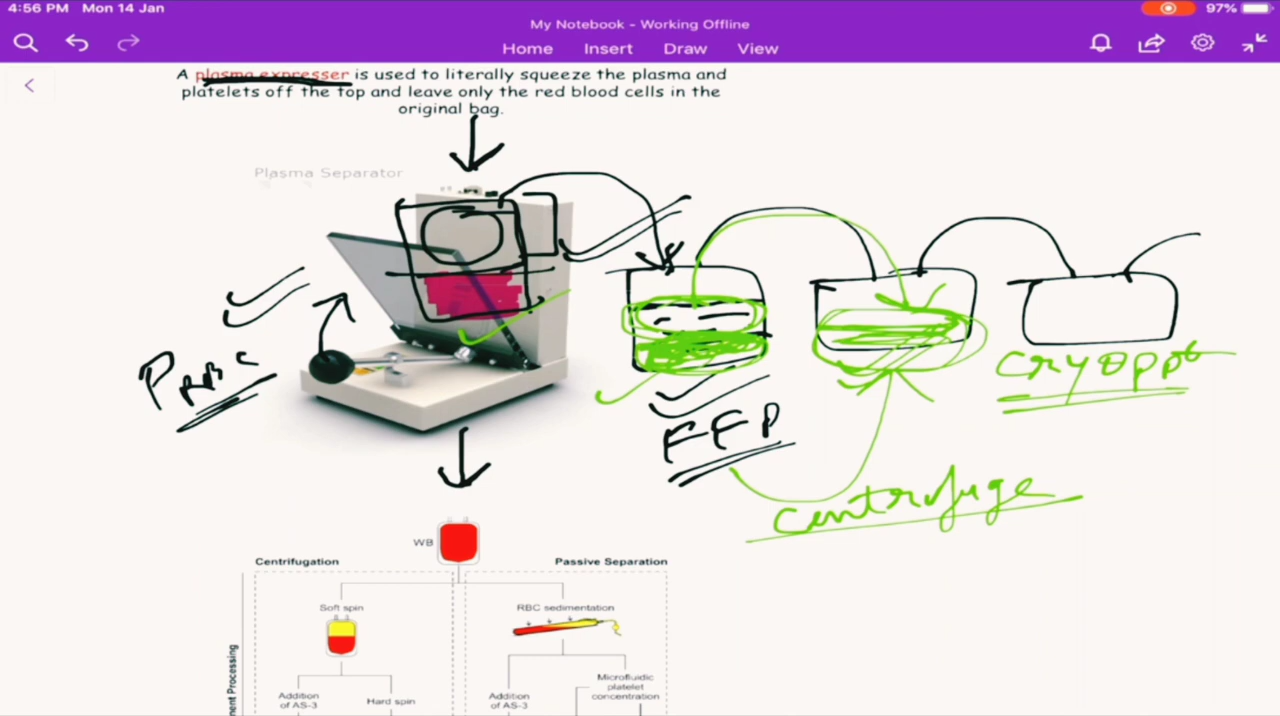 4:56 PM Mon 14 Jan
97%
My Notebook - Working Offline
Home Insert Draw View
A plasma expresser is used to literally squeeze the plasma and
platelets off the top and leave only the red blood cells in the
original bag.
Plasma Separator
PRBC
FFP
cryoppt
centrifuge
WB
Centrifugation
Passive Separation
Soft spin
RBC sedimentation
Addition
of AS-3
Hard spin
Addition
of AS-3
Microfluidic
platelet
concentration
nent Processing